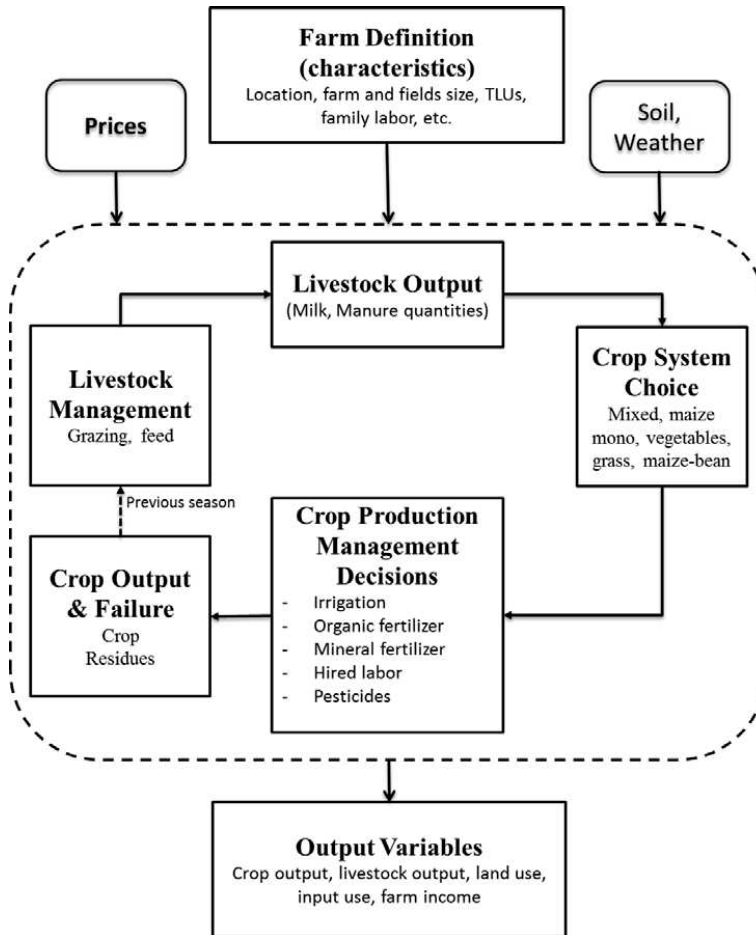 Farm Definition
(characteristics)
Location, farm and fields size, TLUs,
family labor, etc.
Prices
Soil,
Weather
Livestock Output
(Milk, Manure quantities)
Livestock
Management
Grazing, feed
Crop System
Choice
Mixed, maize
mono, vegetables,
grass, maize-bean
Previous season
Crop Production
Management
Decisions
- Irrigation
- Organic fertilizer
- Mineral fertilizer
- Hired labor
- Pesticides
Crop Output
& Failure
Crop
Residues
Output Variables
Crop output, livestock output, land use,
input use, farm income